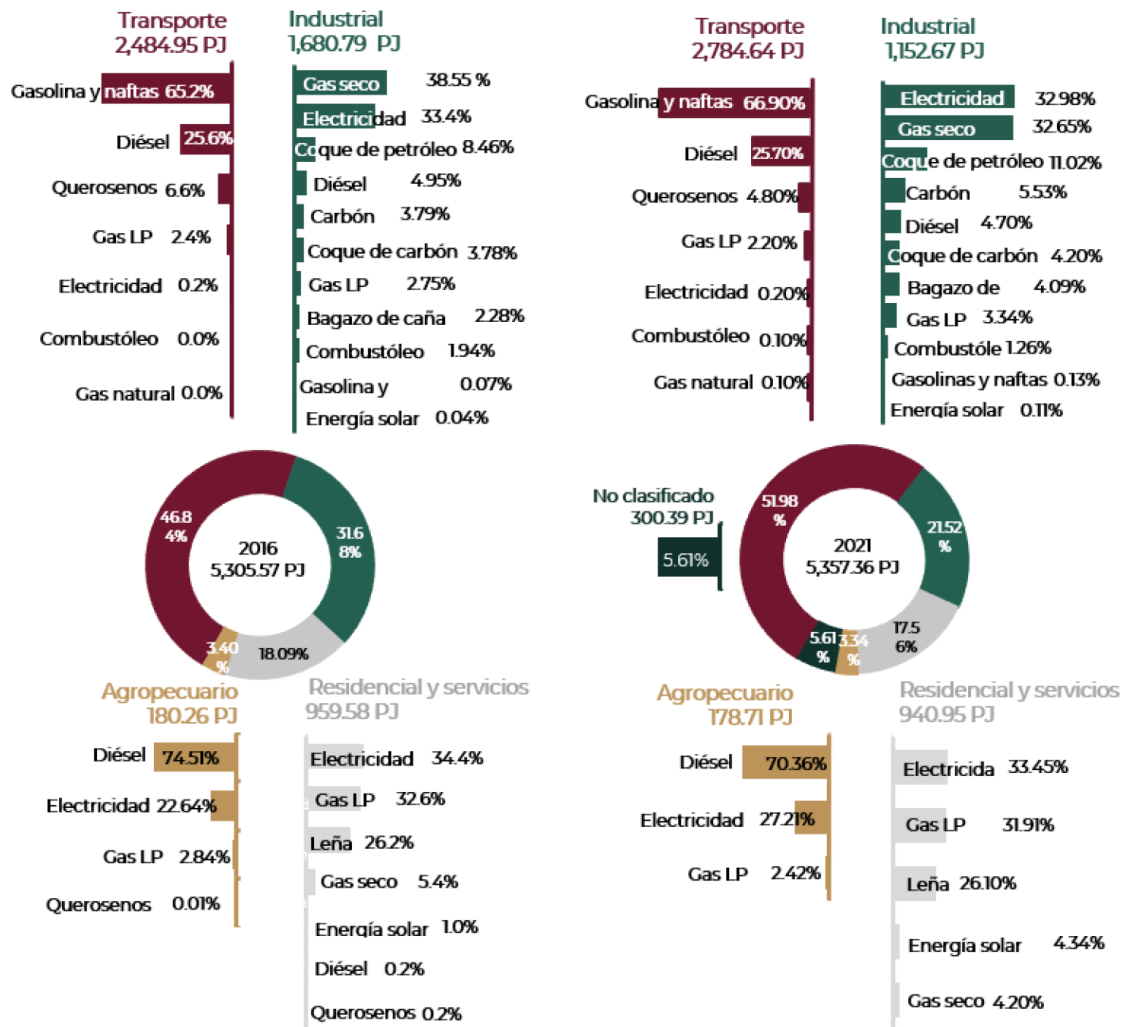 Transporte
2,484.95 PJ
Gasolina y naftas 65.2%
Diésel 25.6%
Querosenos 6.6%
Gas LP 2.4%
Electricidad 0.2%
Combustóleo 0.0%
Gas natural 0.0%
Industrial
1,680.79 PJ
Gas seco 38.55 %
Electricidad 33.4%
Coque de petróleo 8.46%
Diésel 4.95%
Carbón 3.79%
Coque de carbón 3.78%
Gas LP 2.75%
Bagazo de caña 2.28%
Combustóleo 1.94%
Gasolina y 0.07%
Energía solar 0.04%
Transporte
2,784.64 PJ
Gasolina y naftas 66.90%
Diésel 25.70%
Querosenos 4.80%
Gas LP 2.20%
Electricidad 0.20%
Combustóleo 0.10%
Gas natural 0.10%
Industrial
1,152.67 PJ
Electricidad 32.98%
Gas seco 32.65%
Coque de petróleo 11.02%
Carbón 5.53%
Diésel 4.70%
Coque de carbón 4.20%
Bagazo de 4.09%
Gas LP 3.34%
Combustóle 1.26%
Gasolinas y naftas 0.13%
Energía solar 0.11%
46.8
4%
31.6
8%
2016
5,305.57 PJ
3.40
%
18.09%
No clasificado
300.39 PJ
5.61%
51.98
%
21.52
%
2021
5,357.36 PJ
5.61
%
3.34
%
17.5
6%
Agropecuario
180.26 PJ
Diésel 74.51%
Electricidad 22.64%
Gas LP 2.84%
Querosenos 0.01%
Residencial y servicios
959.58 PJ
Electricidad 34.4%
Gas LP 32.6%
Leña 26.2%
Gas seco 5.4%
Energía solar 1.0%
Diésel 0.2%
Querosenos 0.2%
Agropecuario
178.71 PJ
Diésel 70.36%
Electricidad 27.21%
Gas LP 2.42%
Residencial y servicios
940.95 PJ
Electricida 33.45%
Gas LP 31.91%
Leña 26.10%
Energía solar 4.34%
Gas seco 4.20%